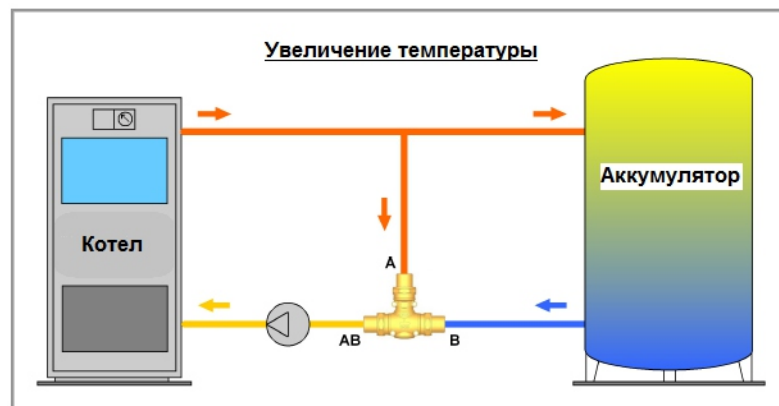 Увеличение температуры
Аккумулятор
Котел
A
AB
B